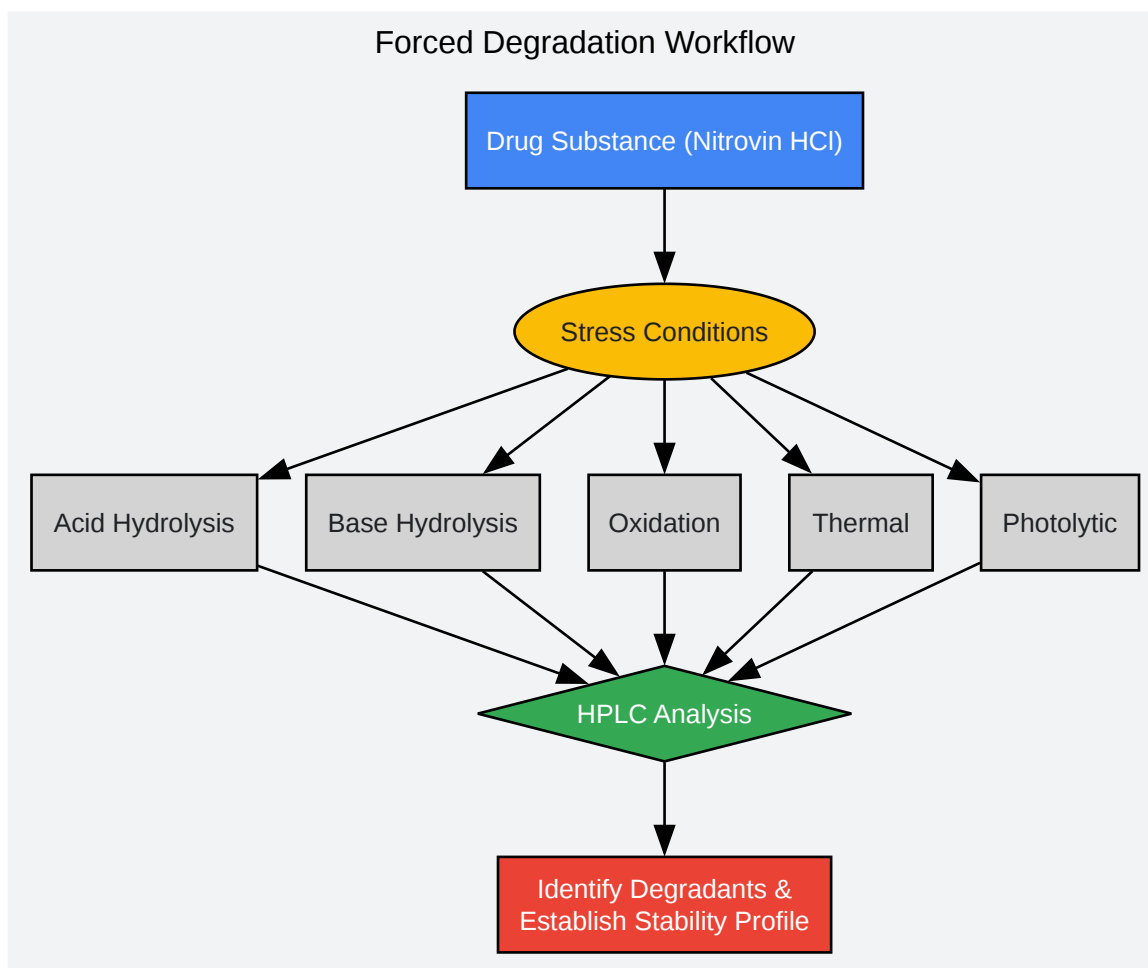 Forced Degradation Workflow
Drug Substance (Nitrovin HCl)
Stress Conditions
Acid Hydrolysis
Base Hydrolysis
Oxidation
Thermal
Photolytic
HPLC Analysis
Identify Degradants &
Establish Stability Profile